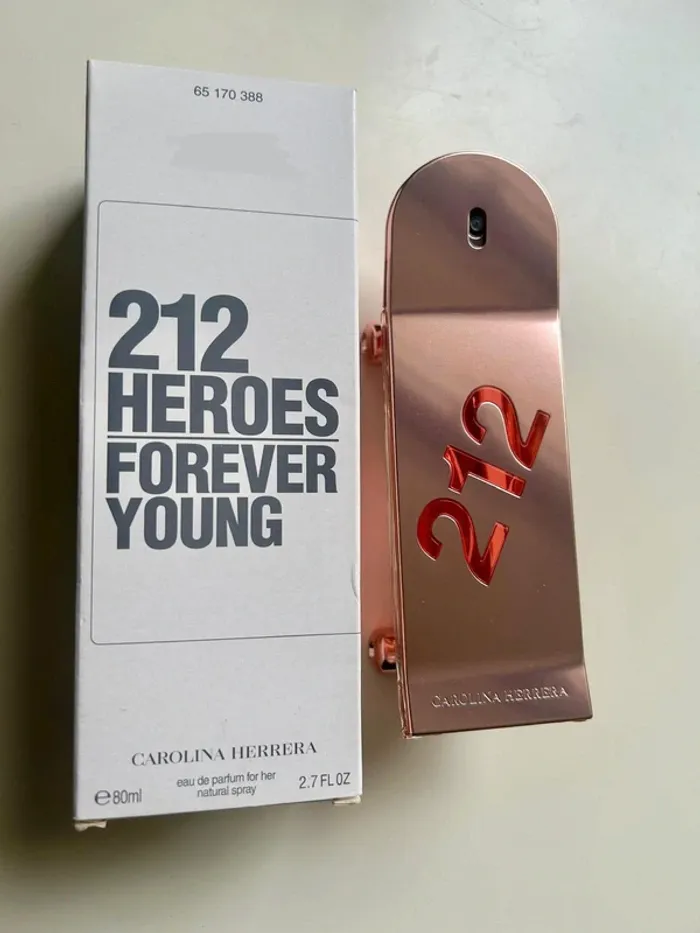 65 170 388
212
HEROES
FOREVER
YOUNG
CAROLINA HERRERA
℮80ml
eau de parfum for her
natural spray
2.7 FL OZ
212
CAROLINA HERRERA